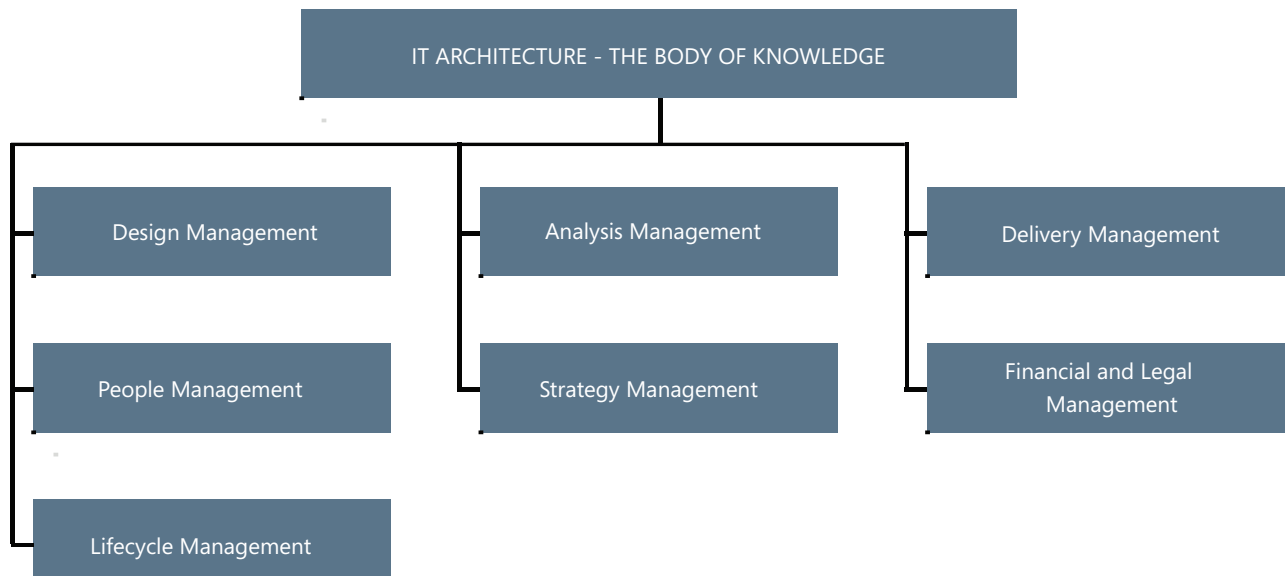 IT ARCHITECTURE - THE BODY OF KNOWLEDGE
Design Management
Analysis Management
Delivery Management
People Management
Strategy Management
Financial and Legal
Management
Lifecycle Management